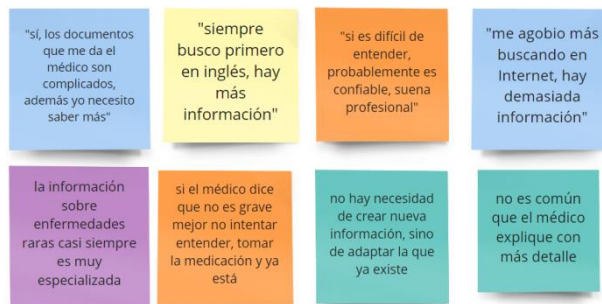 "sí, los documentos
que me da el
médico son
complicados,
además yo necesito
saber más"
"siempre
busco primero
en inglés, hay
más
información"
"si es difícil de
entender,
probablemente es
confiable, suena
profesional"
"me agobio más
buscando en
Internet, hay
demasiada
información"
la información
sobre
enfermedades
raras casi siempre
es muy
especializada
si el médico dice
que no es grave
mejor no intentar
entender, tomar
la medicación y ya
está
no hay necesidad
de crear nueva
información, sino
de adaptar la que
ya existe
no es común
que el médico
explique con
más detalle